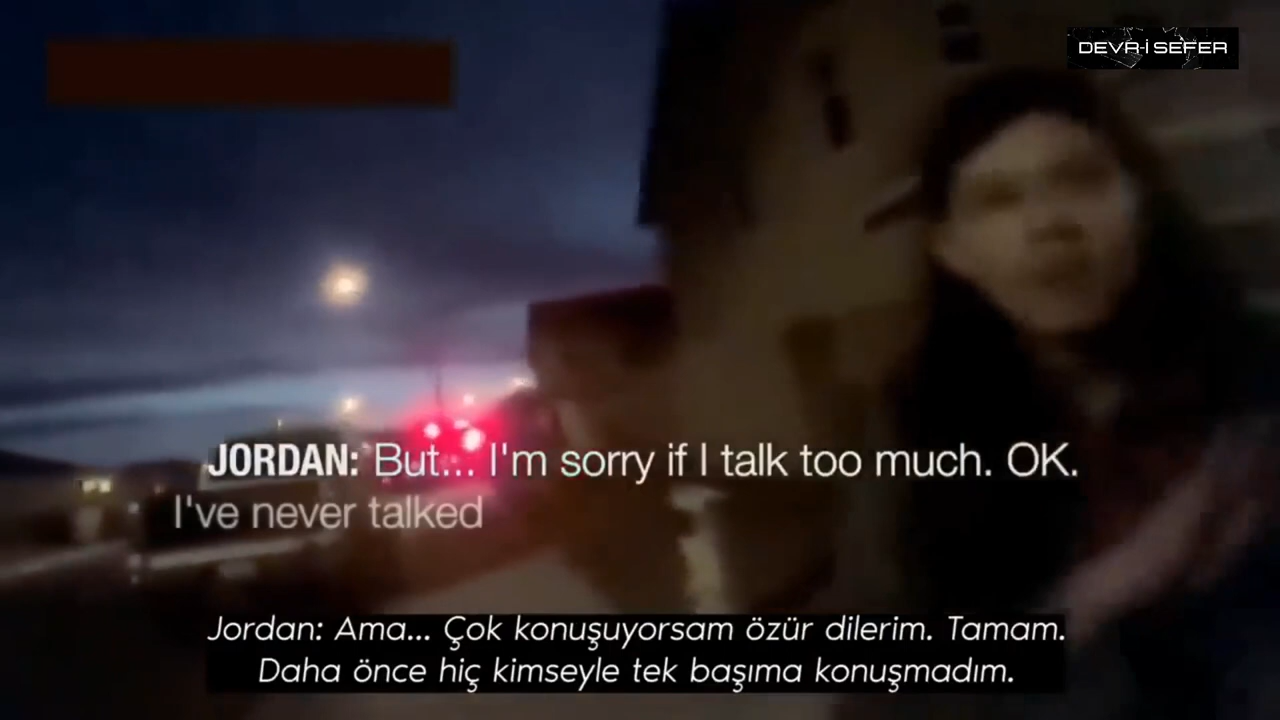 DEVR-İ SEFER
JORDAN: But... I'm sorry if I talk too much. OK.
I've never talked
Jordan: Ama... Çok konuşuyorsam özür dilerim. Tamam.
Daha önce hiç kimseyle tek başıma konuşmadım.